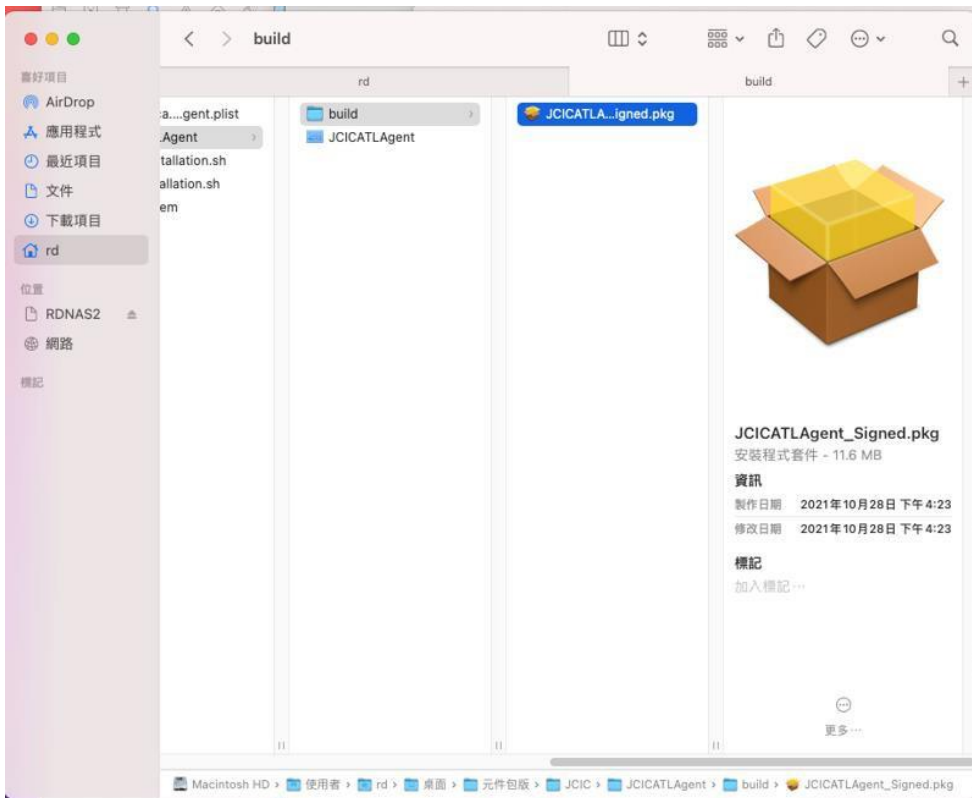 build
rd
build
喜好項目
AirDrop
應用程式
最近項目
文件
下載項目
rd
位置
RDNAS2
網路
標記
:a....gent.plist
.Agent
tallation.sh
allation.sh
em
build
JCICATLAgent
JCICATLA...igned.pkg
JCICATLAgent_Signed.pkg
安裝程式套件 - 11.6 MB
資訊
製作日期 2021年10月28日 下午4:23
修改日期 2021年10月28日 下午4:23
標記
加入標記…
更多…
Macintosh HD › 使用者 › rd › 桌面 › 元件包版 › JCIC › JCICATLAgent › build › JCICATLAgent_Signed.pkg